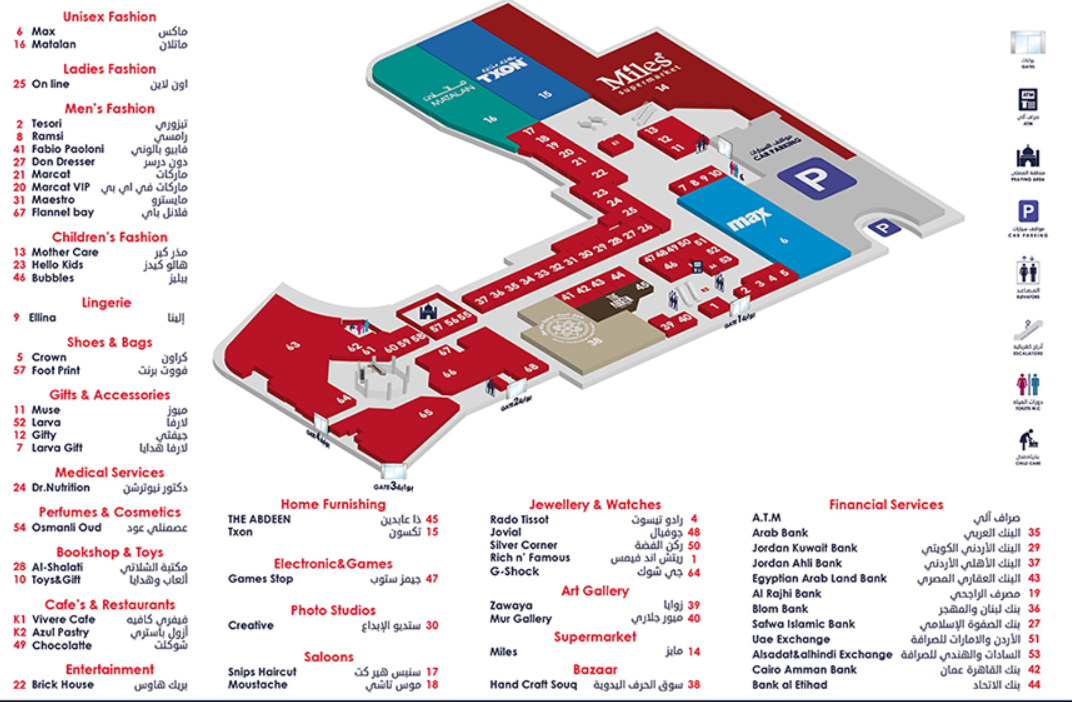 Unisex Fashion
6 Max ماكس
16 Matalan ماتلان
Ladies Fashion
25 On line اون لاين
Men's Fashion
2 Tesori تيزوري
8 Ramsi رامسي
41 Fabio Paoloni فابيو بالوني
27 Don Dresser دون درسر
21 Marcat ماركات
20 Marcat VIP ماركات في اي بي
31 Maestro مايسترو
67 Flannel bay فلانل باي
Children's Fashion
13 Mother Care مذر كير
23 Hello Kids هالو كيدز
46 Bubbles ببلیز
Lingerie
9 Ellina إلينا
Shoes & Bags
5 Crown كراون
57 Foot Print فووت برنت
Gifts & Accessories
11 Muse ميوز
52 Larva لارفا
12 Gifty جيفتي
7 Larva Gift لارفا هدايا
Medical Services
24 Dr.Nutrition دكتور نيوترشن
Perfumes & Cosmetics
54 Osmanli Oud عصمنلي عود
Bookshop & Toys
28 Al-Shalati مكتبة الشلاتي
10 Toys&Gift ألعاب وهدايا
Cafe's & Restaurants
K1 Vivere Cafe فيفري كافيه
K2 Azul Pastry أزول باستري
49 Chocolatte شوكلت
Entertainment
22 Brick House بريك هاوس
Home Furnishing
THE ABDEEN ذا عابدين 45
Txon تكسون 15
Electronic&Games
Games Stop جيمز ستوب 47
Photo Studios
Creative ستديو الإبداع 30
Saloons
Snips Haircut سنبس هير كت 17
Moustache موس تاشي 18
Jewellery & Watches
Rado Tissot رادو تيسوت 4
Jovial جوفيال 48
Silver Corner ركن الفضة 50
Rich n' Famous ريتش أند فيمس 1
G-Shock جي شوك 64
Art Gallery
Zawaya زوايا 39
Mur Gallery ميور جلاري 40
Supermarket
Miles مايز 14
Bazaar
Hand Craft Souq سوق الحرف اليدوية 38
Financial Services
A.T.M صراف آلي
Arab Bank البنك العربي 35
Jordan Kuwait Bank البنك الأردني الكويتي 29
Jordan Ahli Bank البنك الأهلي الأردني 37
Egyptian Arab Land Bank البنك العقاري المصري 43
Al Rajhi Bank مصرف الراجحي 19
Blom Bank بنك لبنان والمهجر 36
Safwa Islamic Bank بنك الصفوة الإسلامي 27
Uae Exchange الأردن والامارات للصرافة 51
Alsadat&alhindi Exchange السادات والهندي للصرافة 53
Cairo Amman Bank بنك القاهرة عمان 42
Bank al Etihad بنك الاتحاد 44
MATALAN
16
TXON
15
Miles
supermarket
14
17
18
19
20
21
22
23
24
25
13
12
11
7 8 9 10
مواقف السيارات
CAR PARKING
P
P
max
6
37 36 35 34 33 32 31 30 29 28 27 26
47 48 49 50 51
46
52
53
2 3 4 5
1
41 42 43 44
45
38
39 40
57 56 55
63
62
61
60 59 58
67
66
68
64
65
GATE 1 بوابة
GATE 2 بوابة
GATE 3 بوابة
GATE 4 بوابة
بوابات
GATES
ATM
صراف آلي
ATM
PRAYING AREA
P
مواقف سيارات
CAR PARKING
المصاعد
ELEVATORS
ESCALATORS
دورات المياه
TOILETS W.C
CHILD CARE